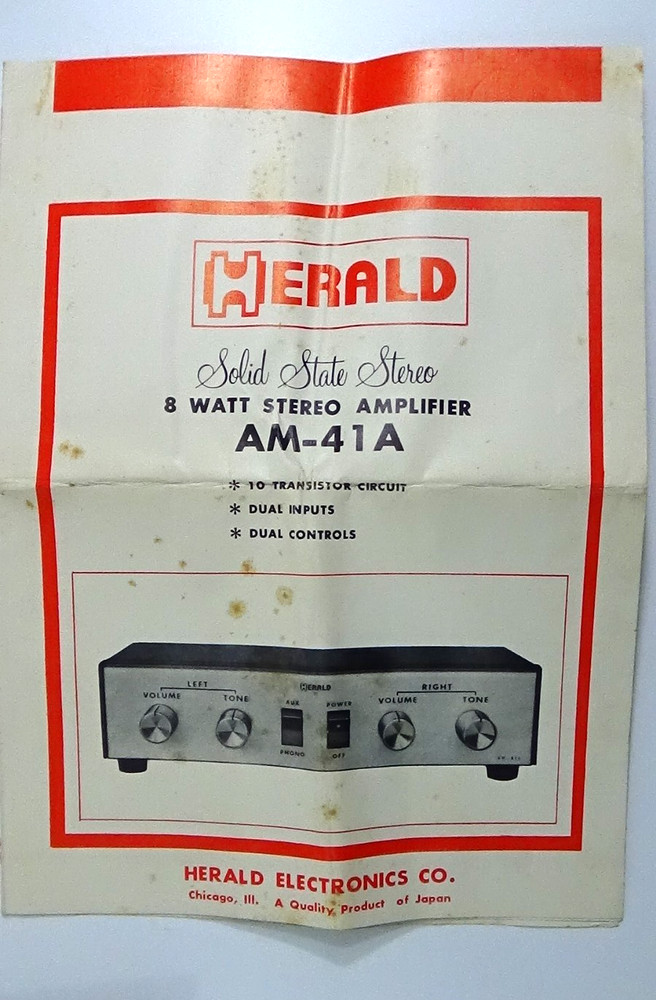 HERALD
Solid State Stereo
8 WATT STEREO AMPLIFIER
AM-41A
* 10 TRANSISTOR CIRCUIT
* DUAL INPUTS
* DUAL CONTROLS
LEFT
VOLUME TONE
HERALD
AUX POWER
PHONO OFF
RIGHT
VOLUME TONE
HERALD ELECTRONICS CO.
Chicago, Ill. A Quality Product of Japan